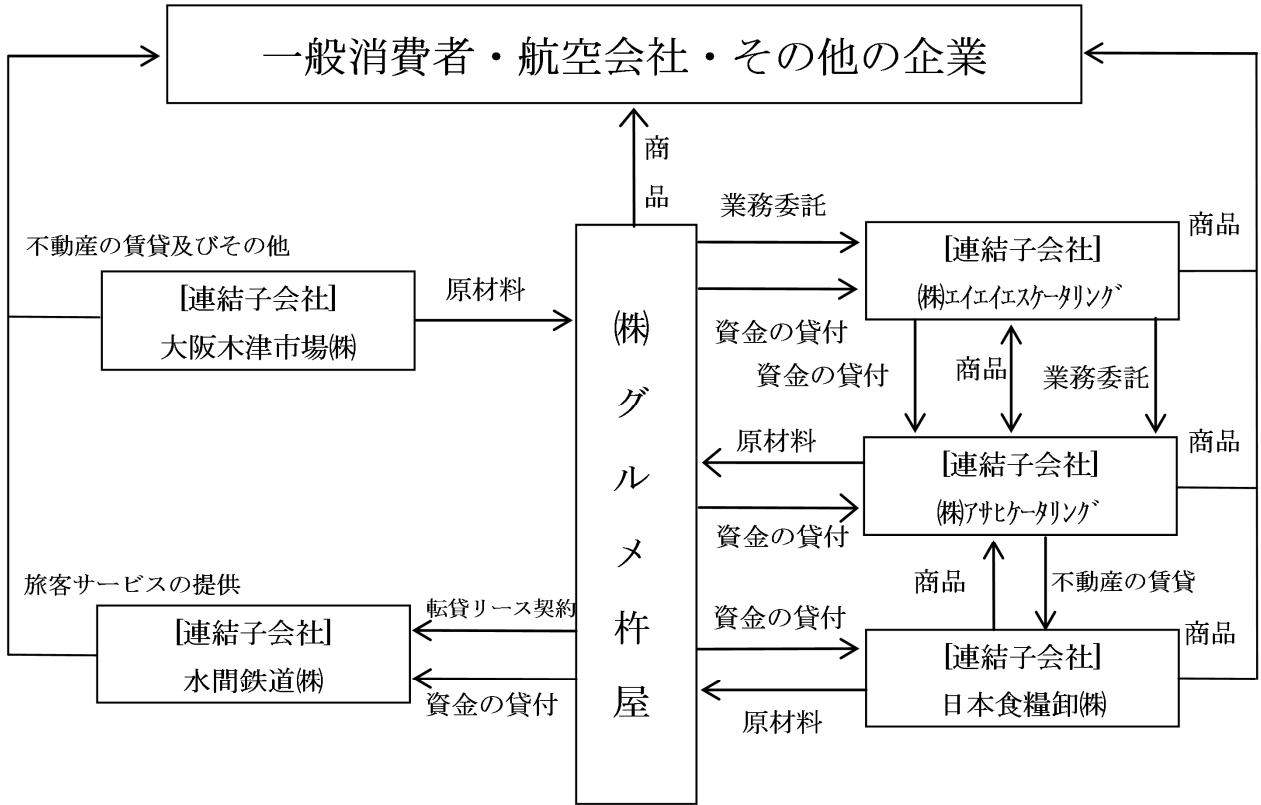 一般消費者・航空会社・その他の企業
商品
業務委託
商品
不動産の賃貸及びその他
[連結子会社]
大阪木津市場㈱
原材料
㈱グルメ杵屋
[連結子会社]
㈱ｴｲｴｲｴｽｹｰﾀﾘﾝｸﾞ
資金の貸付
資金の貸付
商品
業務委託
原材料
商品
[連結子会社]
㈱ｱｻﾋｹｰﾀﾘﾝｸﾞ
資金の貸付
旅客サービスの提供
[連結子会社]
水間鉄道㈱
転貸リース契約
資金の貸付
商品
不動産の賃貸
資金の貸付
商品
[連結子会社]
日本食糧卸㈱
原材料